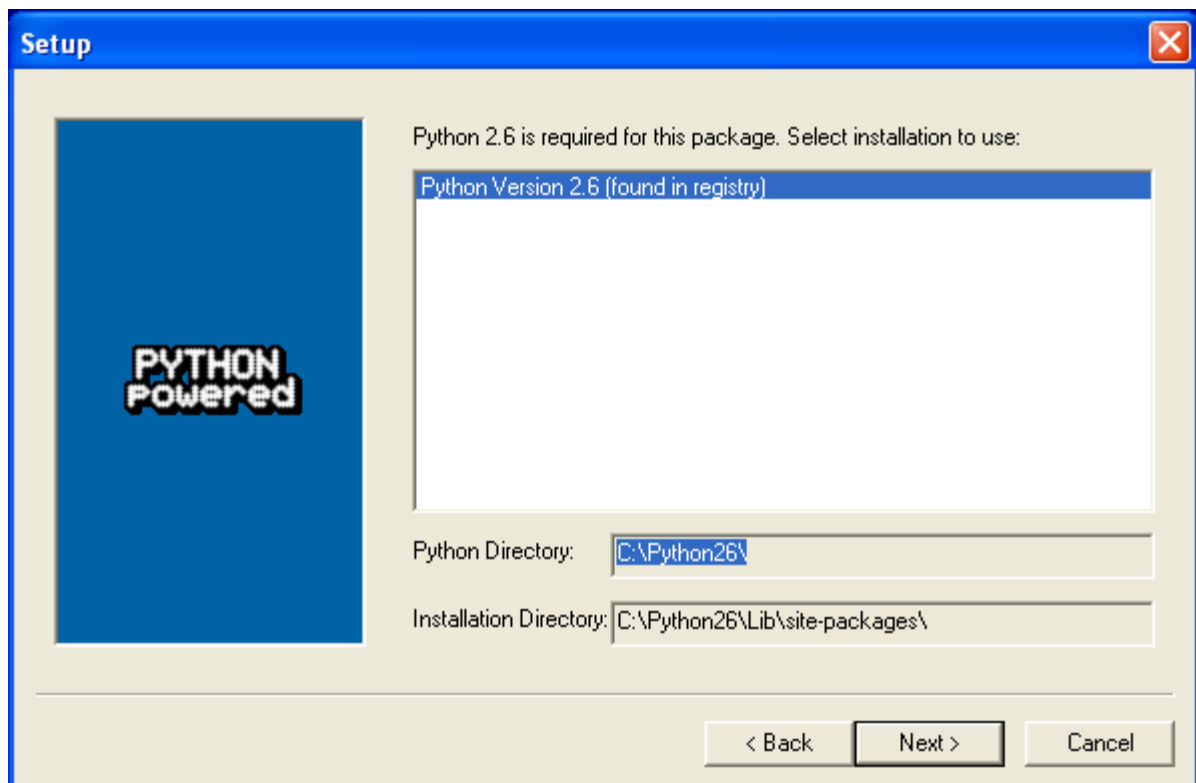 Setup
Python 2.6 is required for this package. Select installation to use:
Python Version 2.6 (found in registry)
PYTHON
powered
Python Directory: C:\Python26\
Installation Directory: C:\Python26\Lib\site-packages\
< Back Next > Cancel